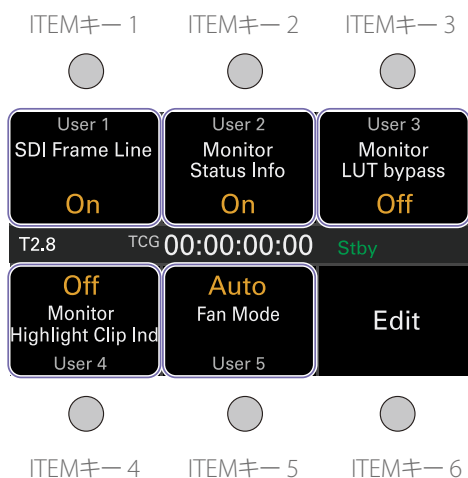 ITEMキー 1 ITEMキー 2 ITEMキー 3
User 1 User 2 User 3
SDI Frame Line Monitor Monitor
Status Info LUT bypass
On On Off
T2.8 TCG 00:00:00:00 Stby
Off Auto
Monitor Fan Mode Edit
Highlight Clip Ind
User 4 User 5
ITEMキー 4 ITEMキー 5 ITEMキー 6